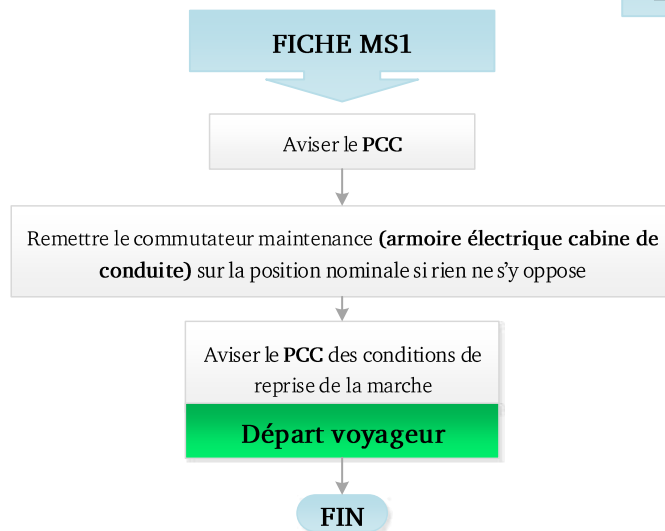 FICHE MS1
Aviser le PCC
Remettre le commutateur maintenance (armoire électrique cabine de
conduite) sur la position nominale si rien ne s'y oppose
Aviser le PCC des conditions de
reprise de la marche
Départ voyageur
FIN